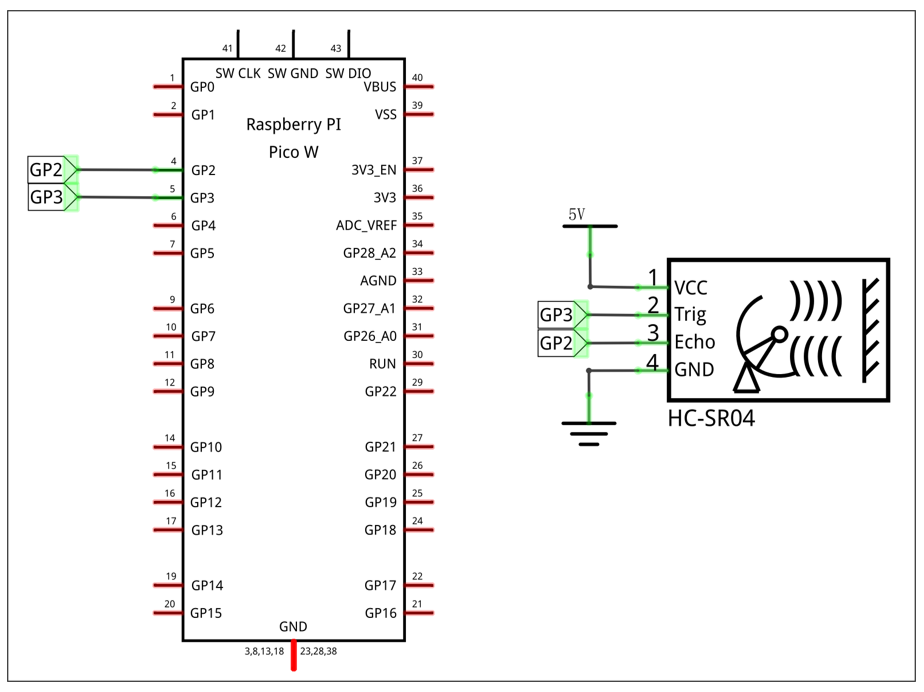 41 42 43
SW CLK SW GND SW DIO
1 GP0 VBUS 40
2 GP1 VSS 39
Raspberry PI
Pico W
GP2 4 GP2 3V3_EN 37
GP3 5 GP3 3V3 36
6 GP4 ADC_VREF 35
7 GP5 GP28_A2 34
AGND 33
9 GP6 GP27_A1 32
10 GP7 GP26_A0 31
11 GP8 RUN 30
12 GP9 GP22 29
14 GP10 GP21 27
15 GP11 GP20 26
16 GP12 GP19 25
17 GP13 GP18 24
19 GP14 GP17 22
20 GP15 GP16 21
GND
3,8,13,18 23,28,38
5V
1 VCC
GP3 2 Trig
GP2 3 Echo
4 GND
HC-SR04